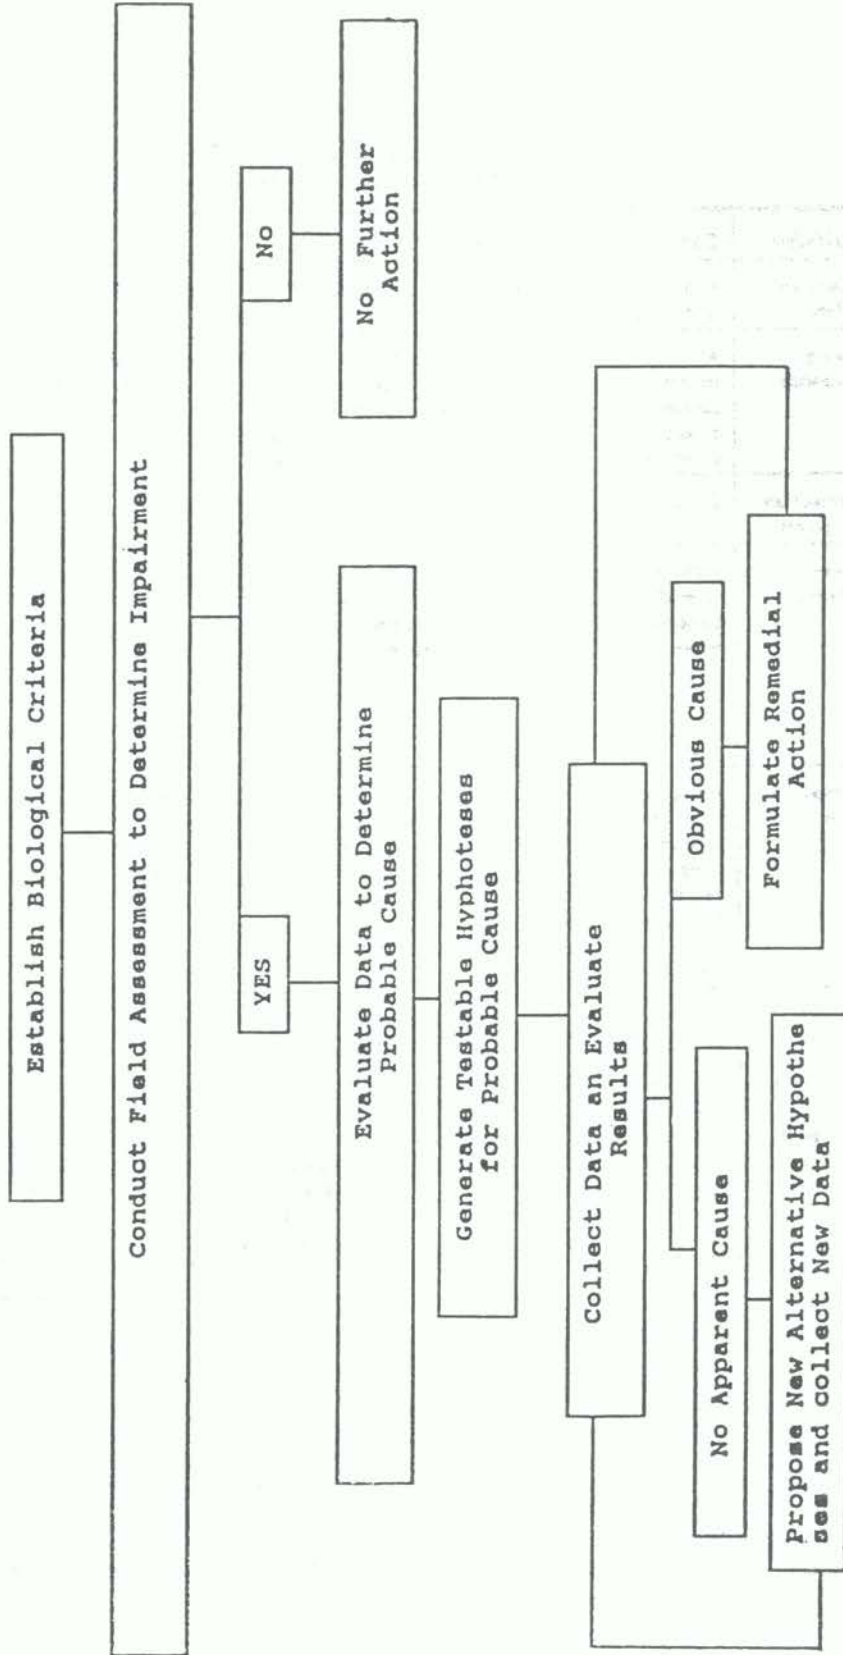 Establish Biological Criteria
Conduct Field Assessment to Determine Impairment
YES
No
Evaluate Data to Determine
Probable Cause
No Further
Action
Generate Testable Hyphoteses
for Probable Cause
Collect Data an Evaluate
Results
No Apparent Cause
Obvious Cause
Propose New Alternative Hypothe
ses and collect New Data
Formulate Remedial
Action